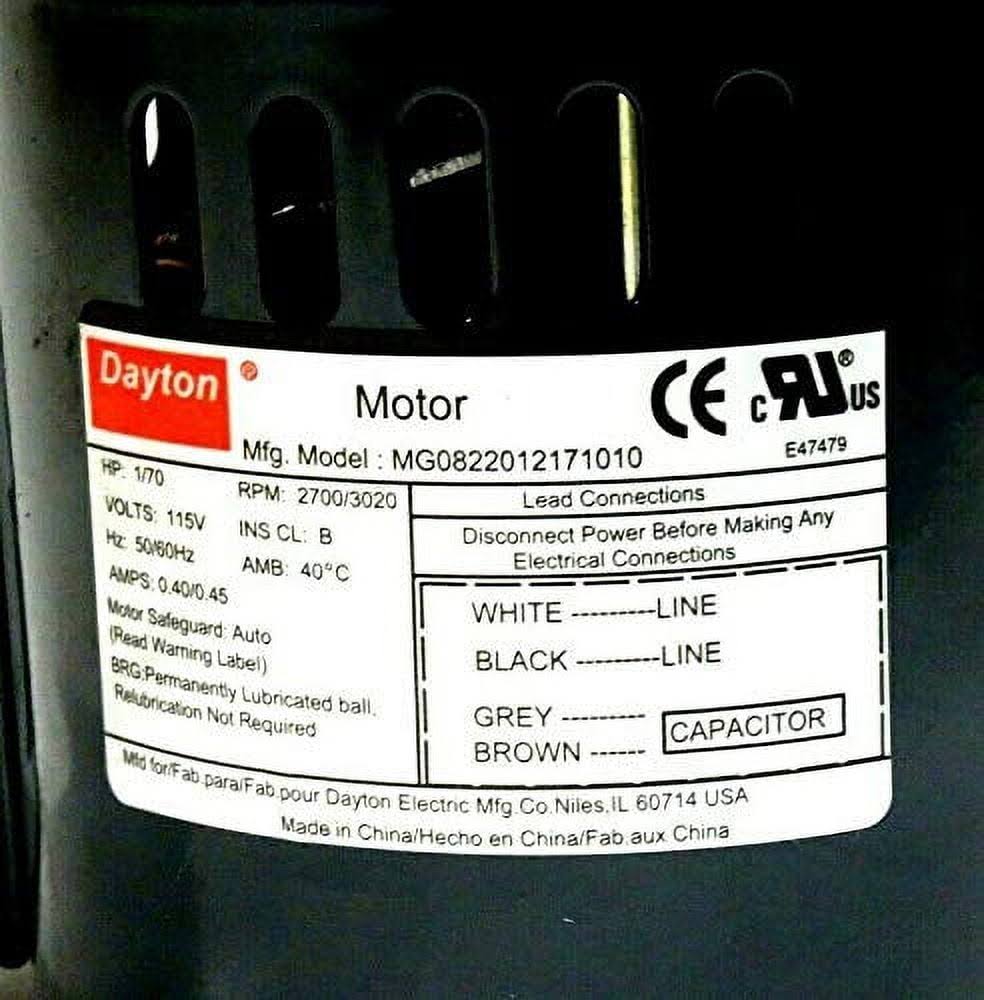 Dayton®
Motor
CE
c RU® US
E47479
Mfg. Model : MG0822012171010
HP: 1/70
VOLTS: 115V
Hz: 50/60Hz
AMPS: 0.40/0.45
RPM: 2700/3020
INS CL: B
AMB: 40°C
Motor Safeguard: Auto
(Read Warning Label)
BRG:Permanently Lubricated ball.
Relubrication Not Required
Lead Connections
Disconnect Power Before Making Any
Electrical Connections
WHITE ----------LINE
BLACK ----------LINE
GREY ---------
BROWN ------
CAPACITOR
Mfd for/Fab.para/Fab.pour Dayton Electric Mfg.Co.Niles,IL 60714 USA
Made in China/Hecho en China/Fab.aux China